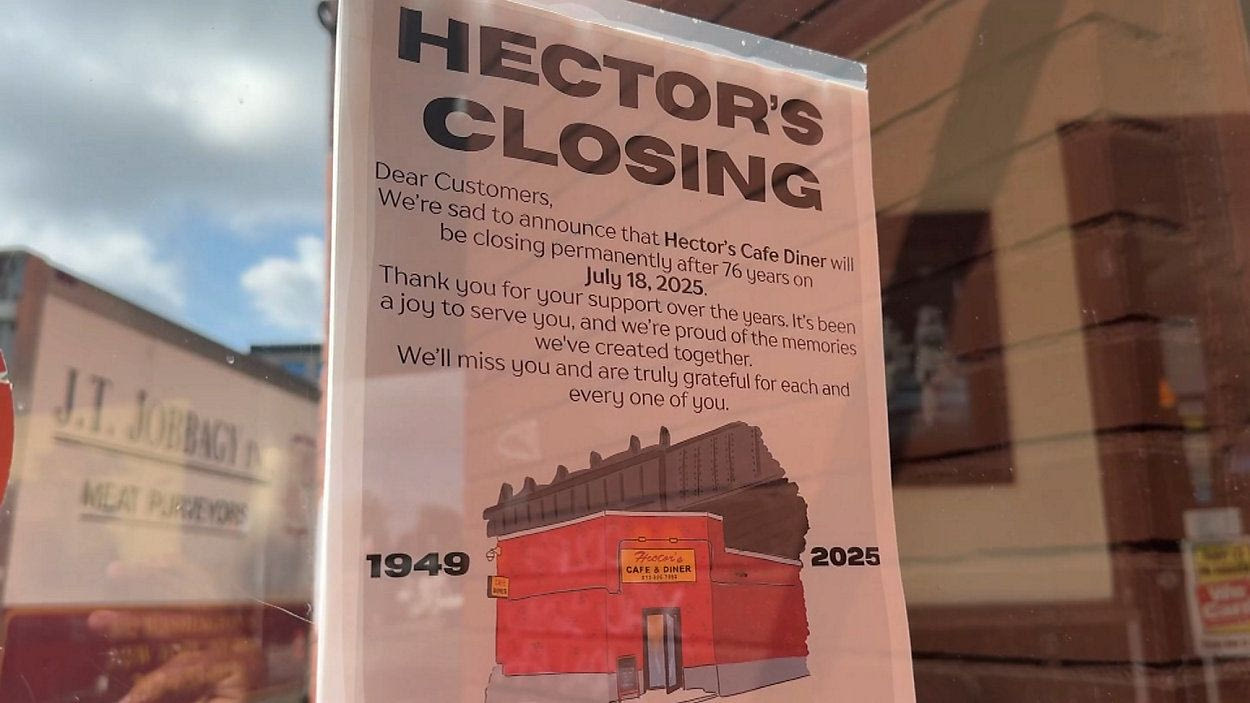 HECTOR'S
CLOSING
Dear Customers,
We're sad to announce that Hector's Cafe Diner will
be closing permanently after 76 years on
July 18, 2025.
Thank you for your support over the years. It's been
a joy to serve you, and we're proud of the memories
we've created together.
We'll miss you and are truly grateful for each and
every one of you.
1949
Hector's
CAFE & DINER
2025
J.T. JOBBAGY
MEAT PURVEYORS